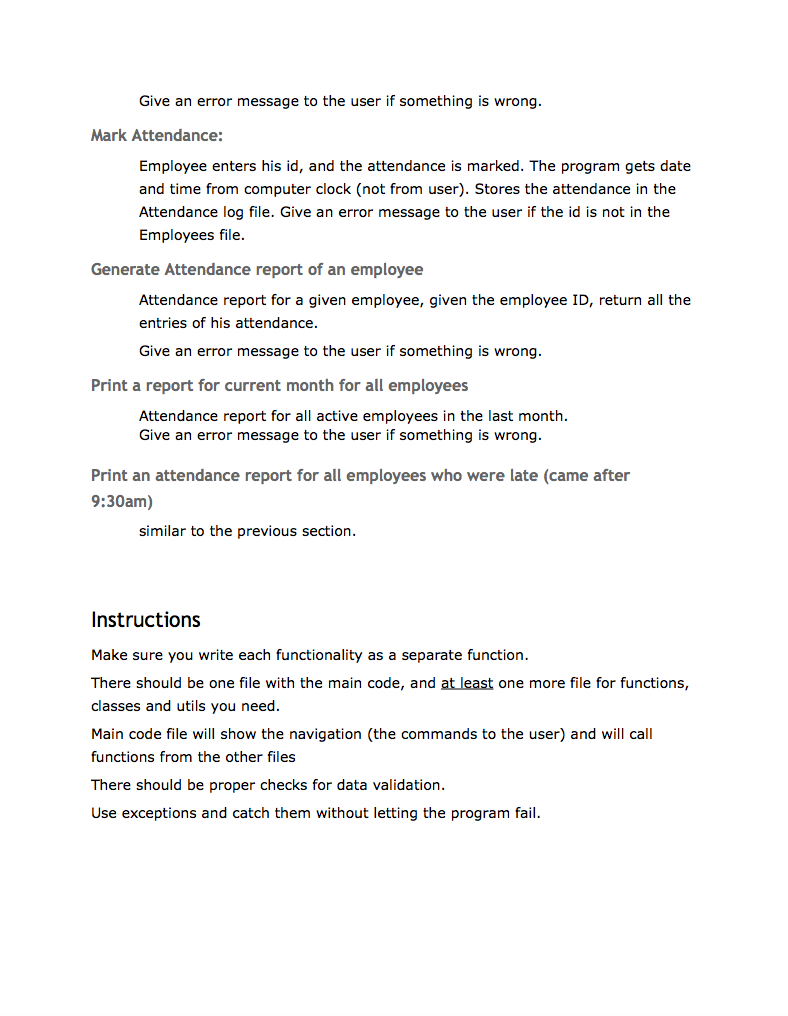 Give an error message to the user if something is wrong.
Mark Attendance:
Employee enters his id, and the attendance is marked. The program gets date
and time from computer clock (not from user). Stores the attendance in the
Attendance log file. Give an error message to the user if the id is not in the
Employees file.
Generate Attendance report of an employee
Attendance report for a given employee, given the employee ID, return all the
entries of his attendance.
Give an error message to the user if something is wrong.
Print a report for current month for all employees
Attendance report for all active employees in the last month.
Give an error message to the user if something is wrong.
Print an attendance report for all employees who were late (came after
9:30am)
similar to the previous section.
Instructions
Make sure you write each functionality as a separate function.
There should be one file with the main code, and at least one more file for functions,
classes and utils you need.
Main code file will show the navigation (the commands to the user) and will call
functions from the other files
There should be proper checks for data validation.
Use exceptions and catch them without letting the program fail.